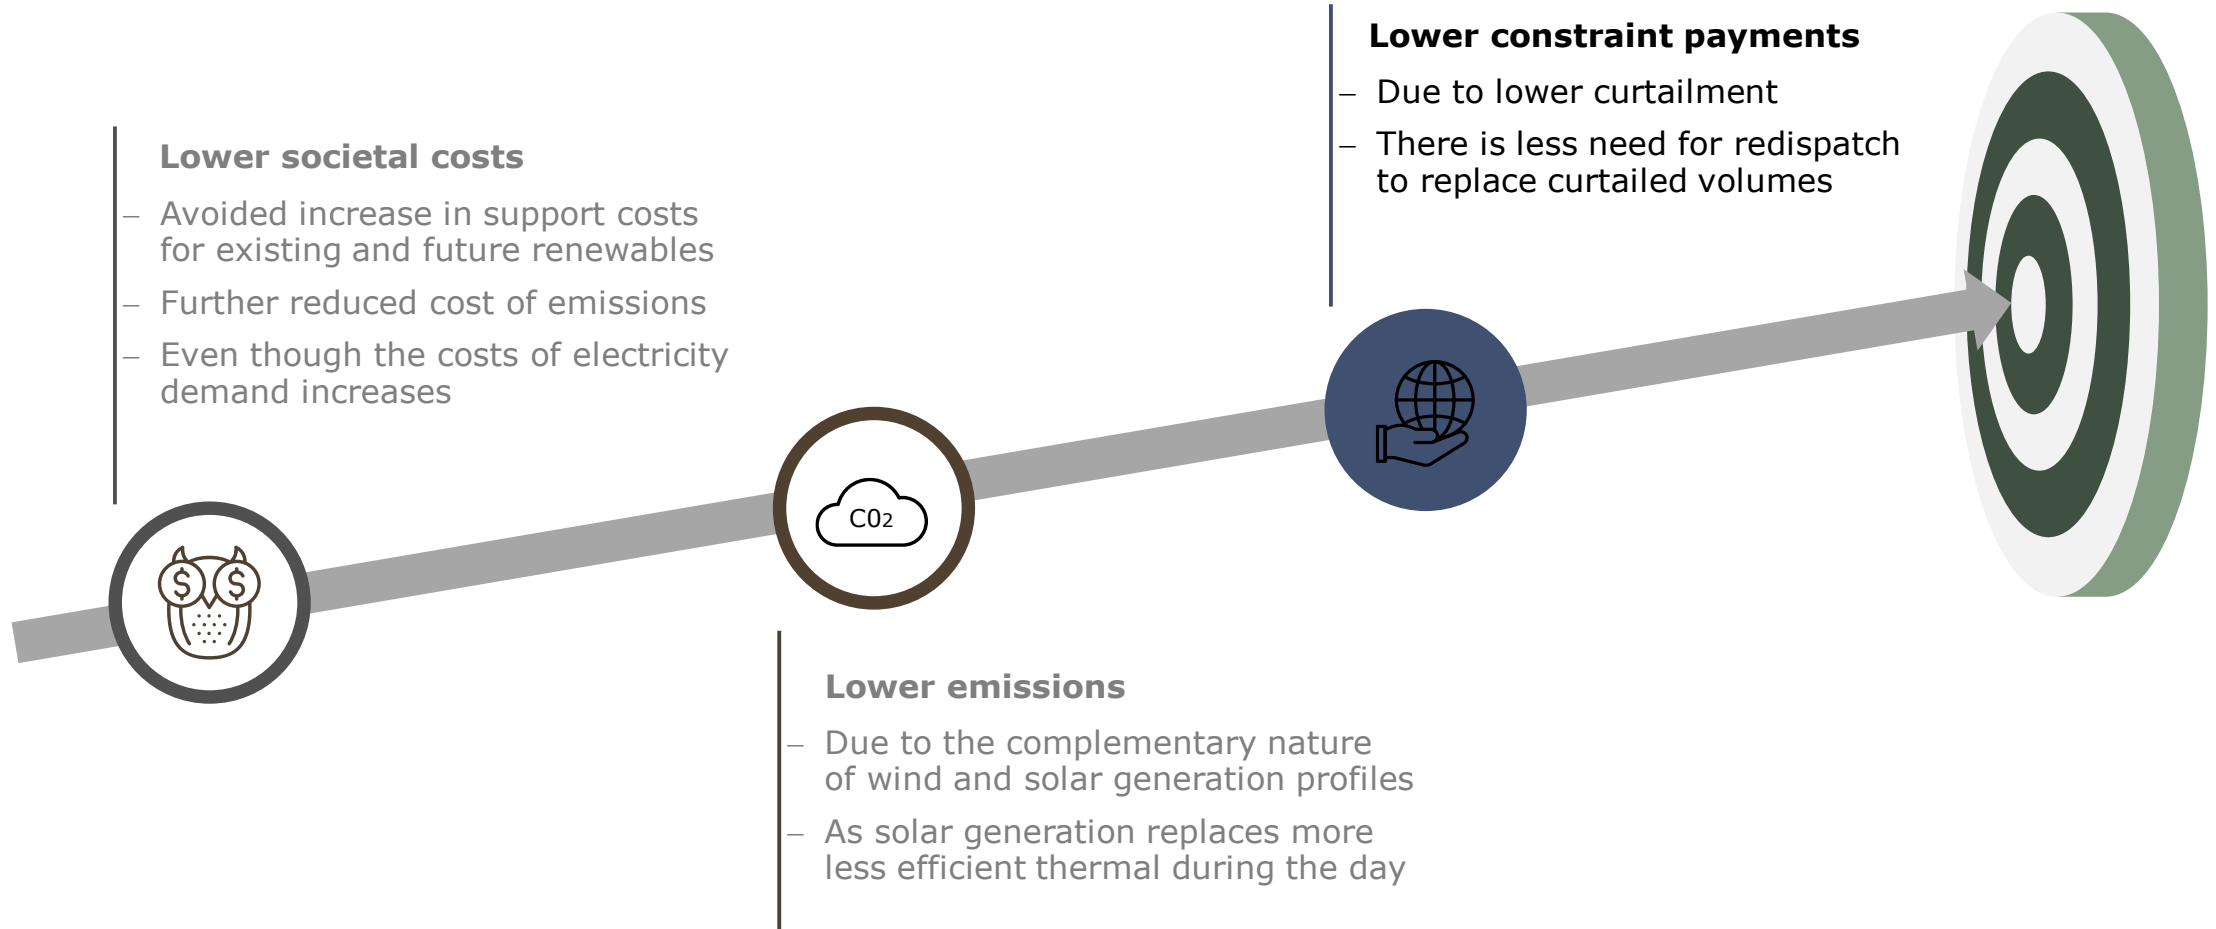 Lower societal costs
– Avoided increase in support costs
for existing and future renewables
– Further reduced cost of emissions
– Even though the costs of electricity
demand increases
$ $
C02
Lower emissions
– Due to the complementary nature
of wind and solar generation profiles
– As solar generation replaces more
less efficient thermal during the day
Lower constraint payments
– Due to lower curtailment
– There is less need for redispatch
to replace curtailed volumes